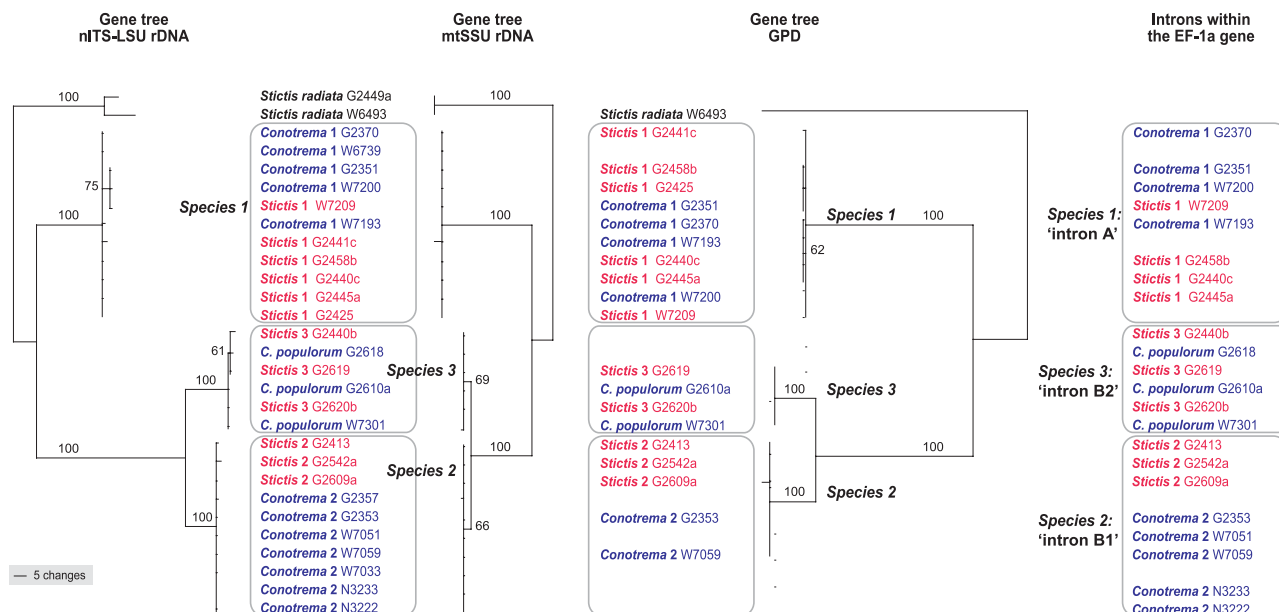 Gene tree
nITS-LSU rDNA
Gene tree
mtSSU rDNA
Gene tree
GPD
Introns within
the EF-1a gene
100
75
100
61
100
100
100
5 changes
Stictis radiata G2449a
Stictis radiata W6493
Species 1
Conotrema 1 G2370
Conotrema 1 W6739
Conotrema 1 G2351
Conotrema 1 W7200
Stictis 1 W7209
Conotrema 1 W7193
Stictis 1 G2441c
Stictis 1 G2458b
Stictis 1 G2440c
Stictis 1 G2445a
Stictis 1 G2425
Stictis 3 G2440b
C. populorum G2618
Stictis 3 G2619
C. populorum G2610a
Stictis 3 G2620b
C. populorum W7301
Stictis 2 G2413
Stictis 2 G2542a
Stictis 2 G2609a
Conotrema 2 G2357
Conotrema 2 G2353
Conotrema 2 W7051
Conotrema 2 W7059
Conotrema 2 W7033
Conotrema 2 N3233
Conotrema 2 N3222
100
Species 3
69
100
Species 2
66
Stictis radiata W6493
Stictis 1 G2441c
Stictis 1 G2458b
Stictis 1 G2425
Conotrema 1 G2351
Conotrema 1 G2370
Conotrema 1 W7193
Stictis 1 G2440c
Stictis 1 G2445a
Conotrema 1 W7200
Stictis 1 W7209
Stictis 3 G2619
C. populorum G2610a
Stictis 3 G2620b
C. populorum W7301
Stictis 2 G2413
Stictis 2 G2542a
Stictis 2 G2609a
Conotrema 2 G2353
Conotrema 2 W7059
Species 1
100
62
100
Species 3
100
100
Species 2
Species 1:
‘intron A’
Conotrema 1 G2370
Conotrema 1 G2351
Conotrema 1 W7200
Stictis 1 W7209
Conotrema 1 W7193
Stictis 1 G2458b
Stictis 1 G2440c
Stictis 1 G2445a
Species 3:
‘intron B2’
Stictis 3 G2440b
C. populorum G2618
Stictis 3 G2619
C. populorum G2610a
Stictis 3 G2620b
C. populorum W7301
Species 2:
‘intron B1’
Stictis 2 G2413
Stictis 2 G2542a
Stictis 2 G2609a
Conotrema 2 G2353
Conotrema 2 W7051
Conotrema 2 W7059
Conotrema 2 N3233
Conotrema 2 N3222